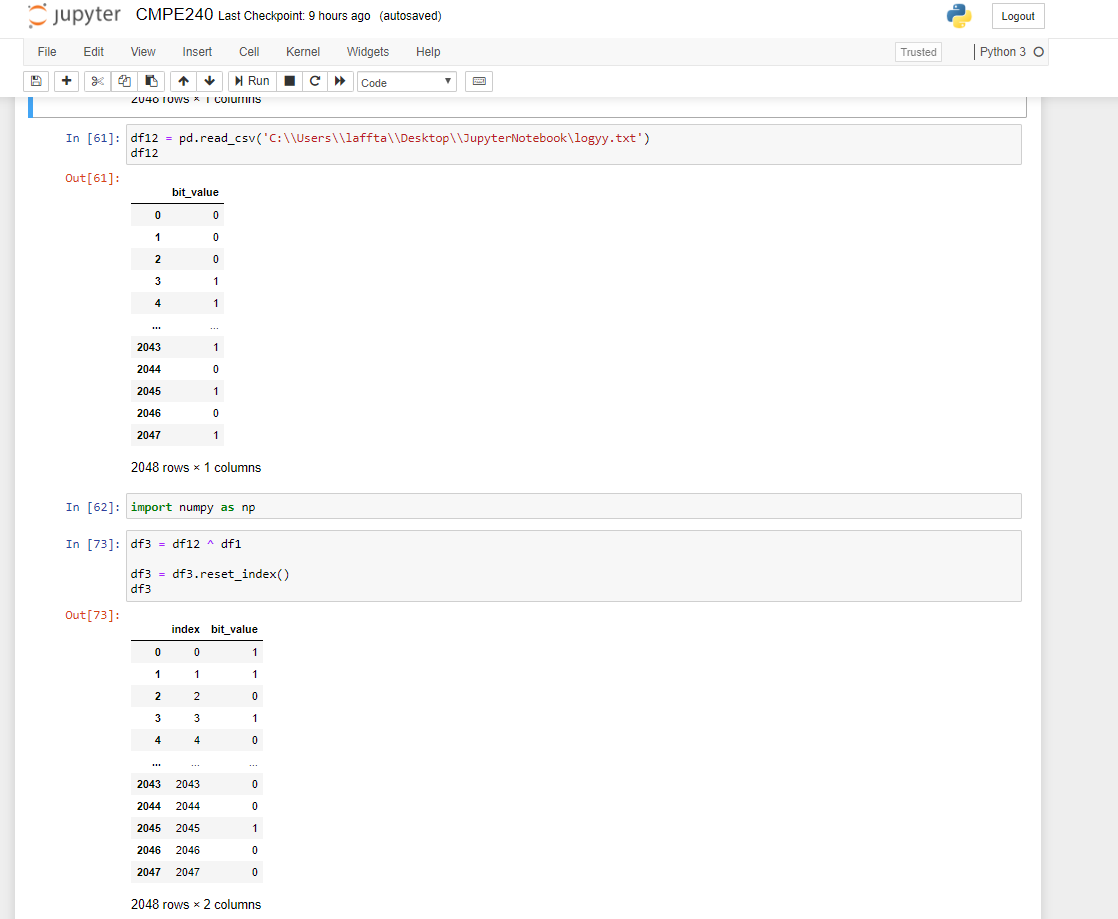 jupyter CMPE240 Last Checkpoint: 9 hours ago (autosaved) Logout
File Edit View Insert Cell Kernel Widgets Help Trusted Python 3
Run Code
2048 rows × 1 columns
In [61]: df12 = pd.read_csv('C:\\Users\\laffta\\Desktop\\JupyterNotebook\logyy.txt')
df12
Out[61]:
bit_value
0 0
1 0
2 0
3 1
4 1
... ...
2043 1
2044 0
2045 1
2046 0
2047 1
2048 rows × 1 columns
In [62]: import numpy as np
In [73]: df3 = df12 ^ df1
df3 = df3.reset_index()
df3
Out[73]:
index bit_value
0 0 1
1 1 1
2 2 0
3 3 1
4 4 0
... ... ...
2043 2043 0
2044 2044 0
2045 2045 1
2046 2046 0
2047 2047 0
2048 rows × 2 columns